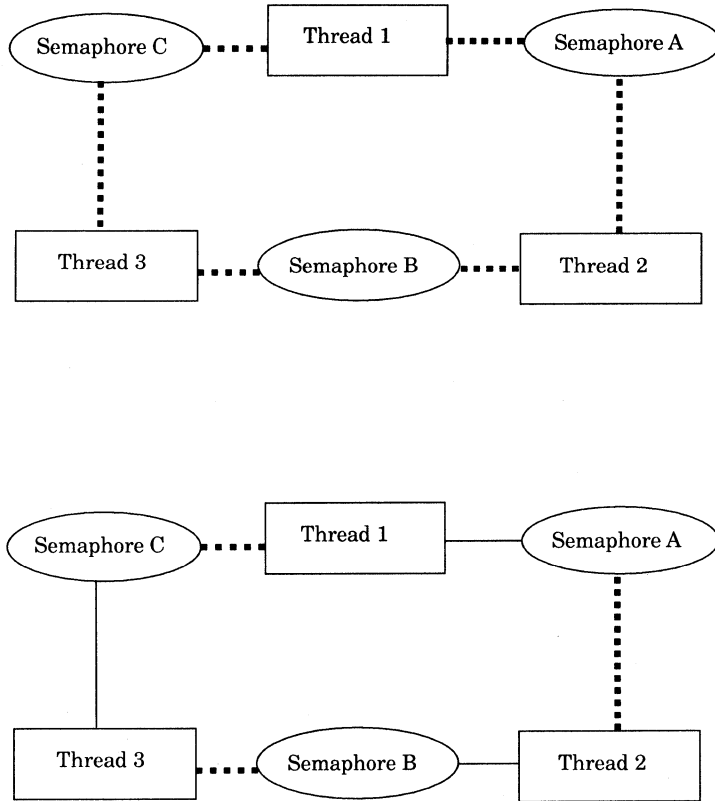 Semaphore C
Thread 1
Semaphore A
Thread 3
Semaphore B
Thread 2
Semaphore C
Thread 1
Semaphore A
Thread 3
Semaphore B
Thread 2